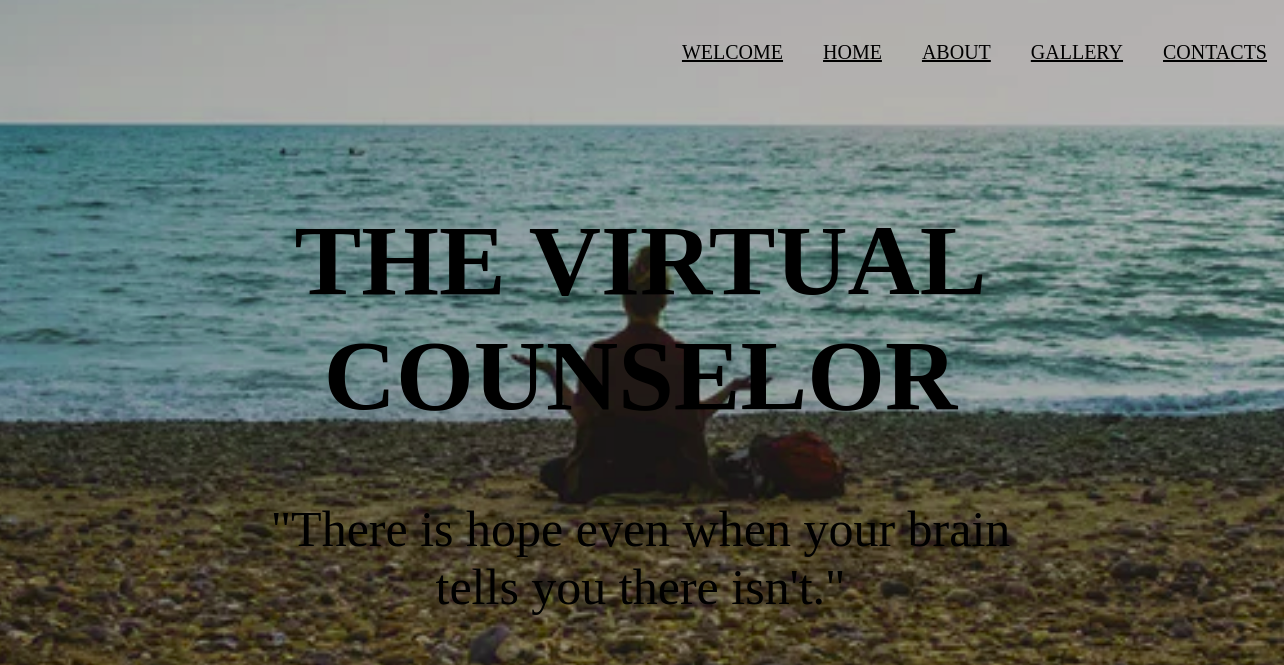 WELCOME HOME ABOUT GALLERY CONTACTS
THE VIRTUAL
COUNSELOR
"There is hope even when your brain
tells you there isn't."